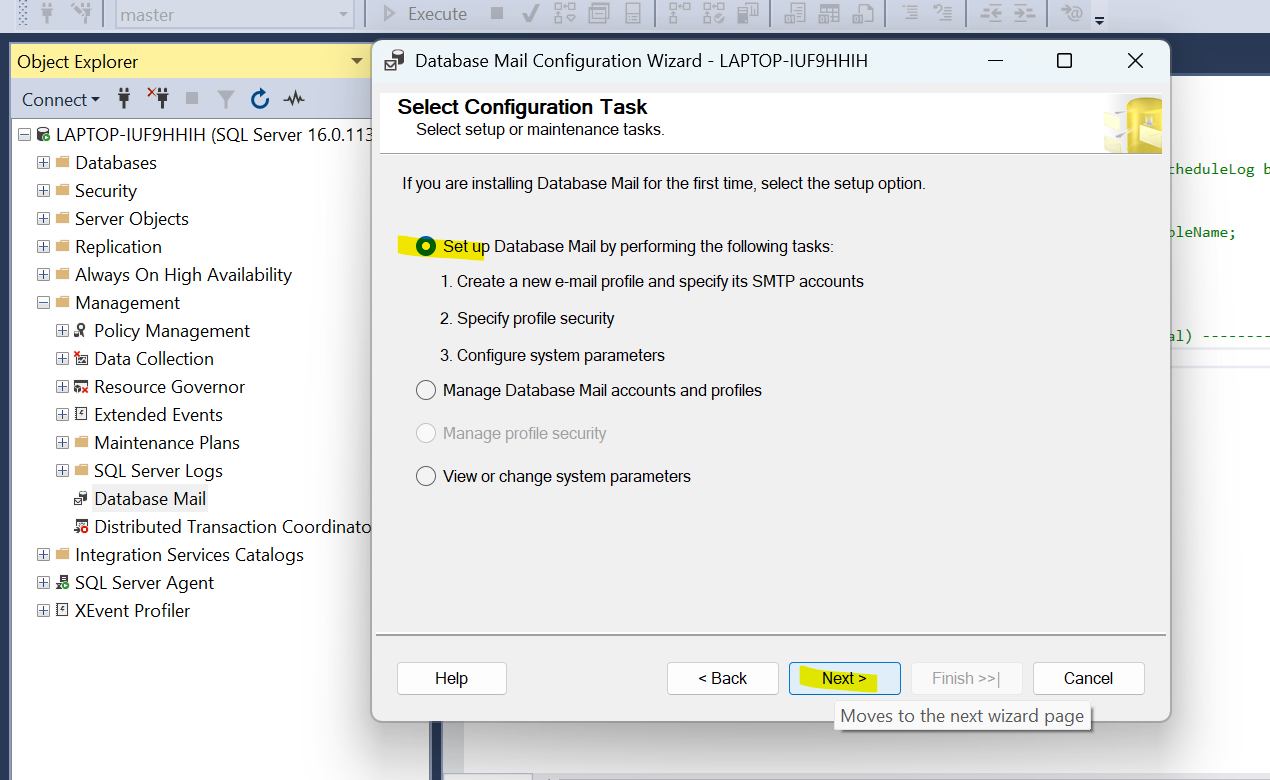 master
Execute
Object Explorer
Connect
LAPTOP-IUF9HHIH (SQL Server 16.0.113
Databases
Security
Server Objects
Replication
Always On High Availability
Management
Policy Management
Data Collection
Resource Governor
Extended Events
Maintenance Plans
SQL Server Logs
Database Mail
Distributed Transaction Coordinato
Integration Services Catalogs
SQL Server Agent
XEvent Profiler
Database Mail Configuration Wizard - LAPTOP-IUF9HHIH
Select Configuration Task
Select setup or maintenance tasks.
If you are installing Database Mail for the first time, select the setup option.
Set up Database Mail by performing the following tasks:
1. Create a new e-mail profile and specify its SMTP accounts
2. Specify profile security
3. Configure system parameters
Manage Database Mail accounts and profiles
Manage profile security
View or change system parameters
Help
< Back
Next >
Finish >>|
Cancel
Moves to the next wizard page
cheduleLog b
bleName;
al) --------